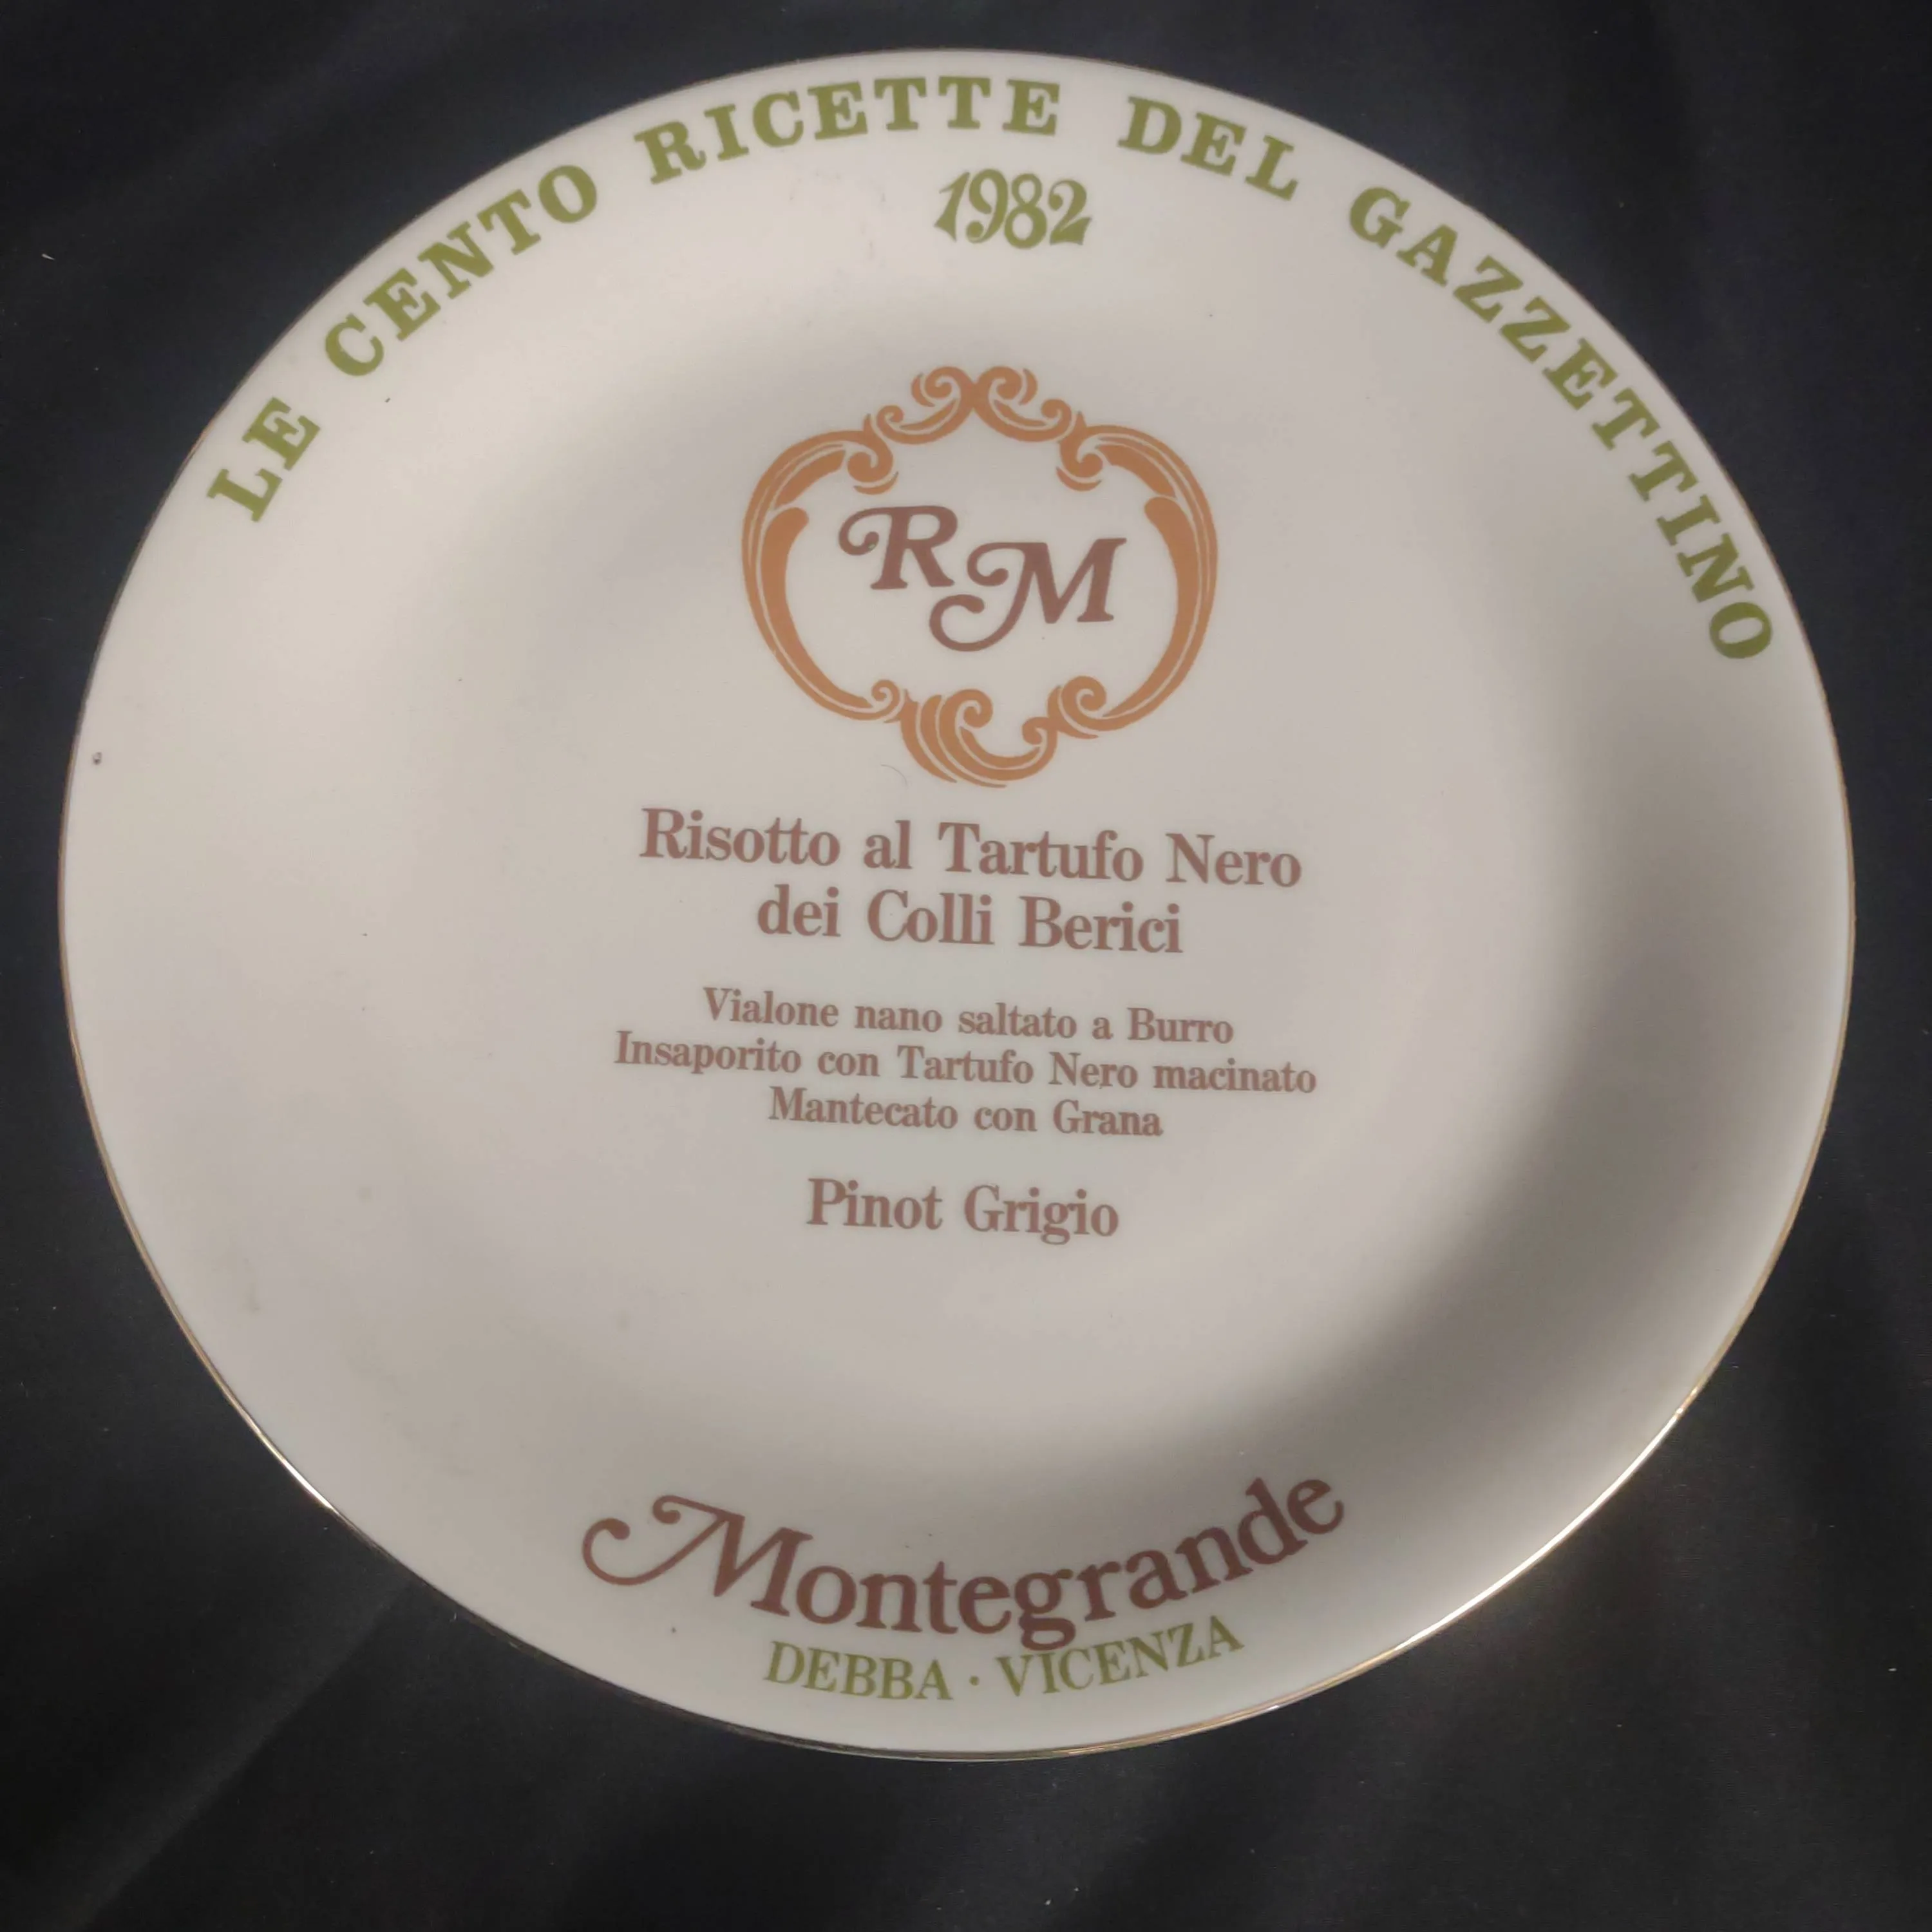 LE CENTO RICETTE DEL GAZZETTINO
1982
RM
Risotto al Tartufo Nero
dei Colli Berici
Vialone nano saltato a Burro
Insaporito con Tartufo Nero macinato
Mantecato con Grana
Pinot Grigio
Montegrande
DEBBA · VICENZA